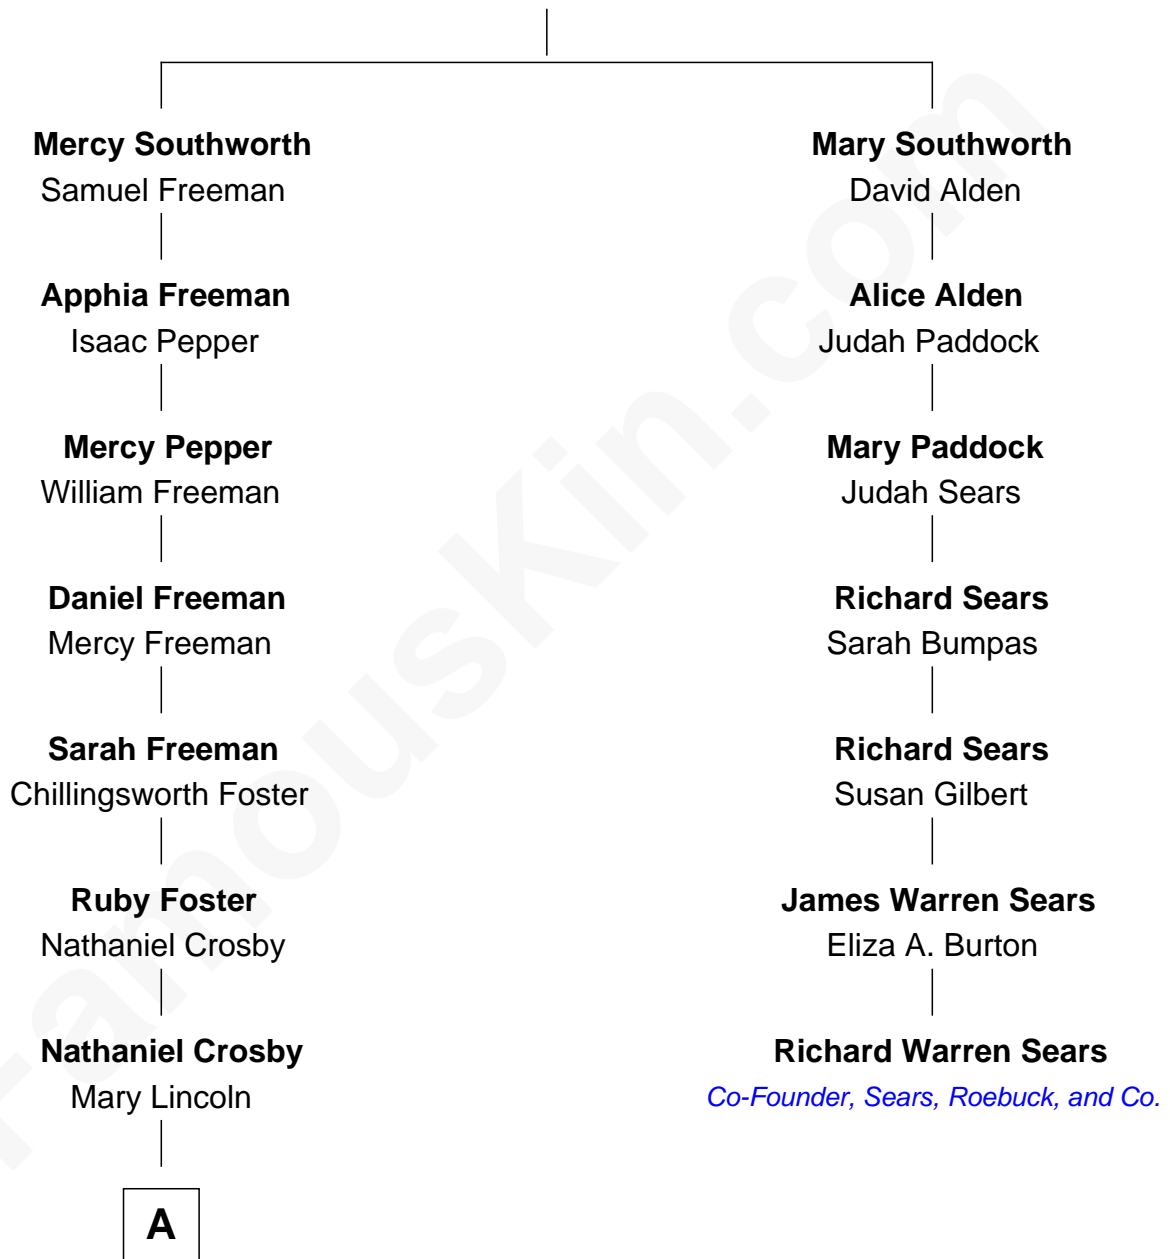 Mercy Southworth
Samuel Freeman
Apphia Freeman
Isaac Pepper
Mercy Pepper
William Freeman
Daniel Freeman
Mercy Freeman
Sarah Freeman
Chillingsworth Foster
Ruby Foster
Nathaniel Crosby
Nathaniel Crosby
Mary Lincoln
A
Mary Southworth
David Alden
Alice Alden
Judah Paddock
Mary Paddock
Judah Sears
Richard Sears
Sarah Bumpas
Richard Sears
Susan Gilbert
James Warren Sears
Eliza A. Burton
Richard Warren Sears
Co-Founder, Sears, Roebuck, and Co.
FamousKin.com